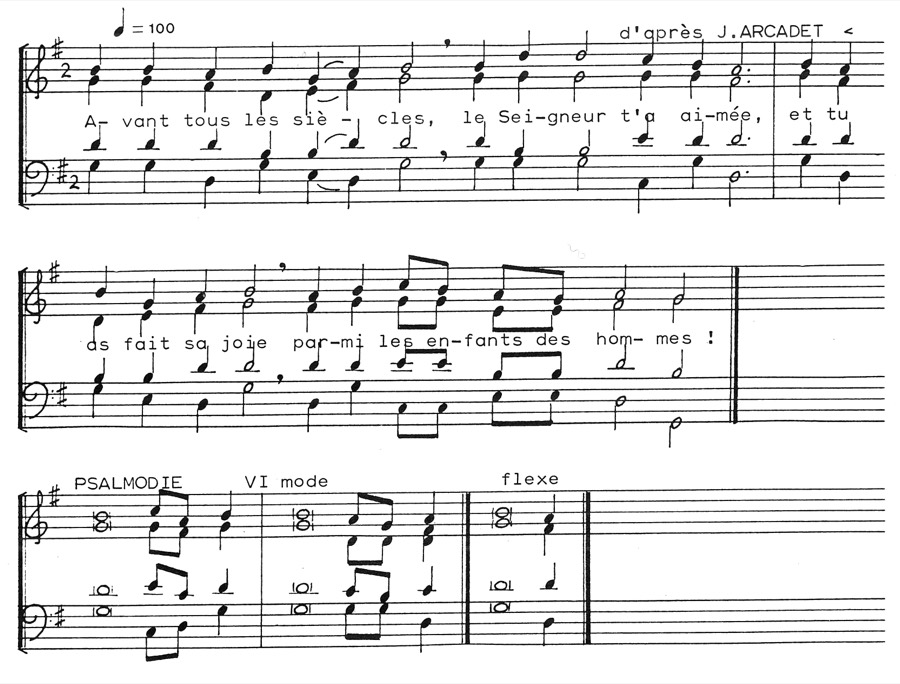 ♩ = 100 d'après J.ARCADET
A- vant tous les siè - cles, le Sei-gneur t'a ai-mée, et tu
as fait sa joie par-mi les en-fants des hom- mes !
PSALMODIE VI mode flexe